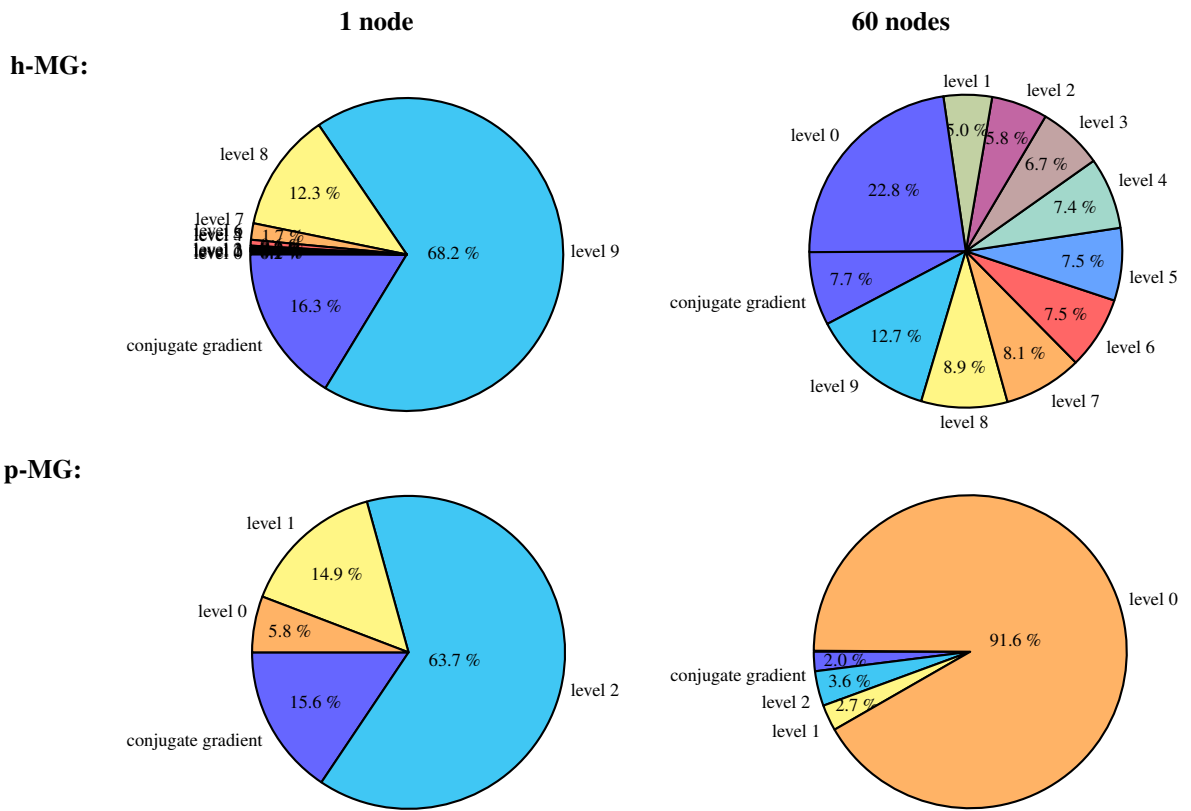 1 node
60 nodes
h-MG:
level 9
68.2 %
level 8
12.3 %
level 7
1.7 %
conjugate gradient
16.3 %
level 0
22.8 %
level 1
5.0 %
level 2
5.8 %
level 3
6.7 %
level 4
7.4 %
level 5
7.5 %
level 6
7.5 %
level 7
8.1 %
level 8
8.9 %
level 9
12.7 %
conjugate gradient
7.7 %
p-MG:
level 1
14.9 %
level 0
5.8 %
level 2
63.7 %
conjugate gradient
15.6 %
level 0
91.6 %
conjugate gradient
2.0 %
level 2
3.6 %
level 1
2.7 %